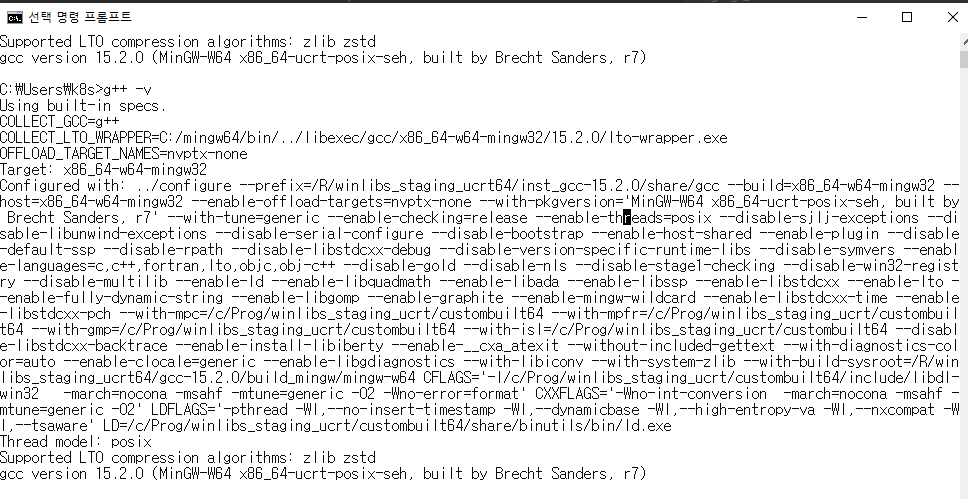 선택 명령 프롬프트
Supported LTO compression algorithms: zlib zstd
gcc version 15.2.0 (MinGW-W64 x86_64-ucrt-posix-seh, built by Brecht Sanders, r7)
C:₩Users₩k8s>g++ -v
Using built-in specs.
COLLECT_GCC=g++
COLLECT_LTO_WRAPPER=C:/mingw64/bin/../libexec/gcc/x86_64-w64-mingw32/15.2.0/lto-wrapper.exe
OFFLOAD_TARGET_NAMES=nvptx-none
Target: x86_64-w64-mingw32
Configured with: ../configure --prefix=/R/winlibs_staging_ucrt64/inst_gcc-15.2.0/share/gcc --build=x86_64-w64-mingw32 --
host=x86_64-w64-mingw32 --enable-offload-targets=nvptx-none --with-pkgversion='MinGW-W64 x86_64-ucrt-posix-seh, built by
 Brecht Sanders, r7' --with-tune=generic --enable-checking=release --enable-threads=posix --disable-sjlj-exceptions --di
sable-libunwind-exceptions --disable-serial-configure --disable-bootstrap --enable-host-shared --enable-plugin --disable
-default-ssp --disable-rpath --disable-libstdcxx-debug --disable-version-specific-runtime-libs --disable-symvers --enabl
e-languages=c,c++,fortran,lto,objc,obj-c++ --disable-gold --disable-nls --disable-stage1-checking --disable-win32-regist
ry --disable-multilib --enable-ld --enable-libquadmath --enable-libada --enable-libssp --enable-libstdcxx --enable-lto -
-enable-fully-dynamic-string --enable-libgomp --enable-graphite --enable-mingw-wildcard --enable-libstdcxx-time --enable
-libstdcxx-pch --with-mpc=/c/Prog/winlibs_staging_ucrt/custombuilt64 --with-mpfr=/c/Prog/winlibs_staging_ucrt/custombuil
t64 --with-gmp=/c/Prog/winlibs_staging_ucrt/custombuilt64 --with-isl=/c/Prog/winlibs_staging_ucrt/custombuilt64 --disabl
e-libstdcxx-backtrace --enable-install-libiberty --enable-__cxa_atexit --without-included-gettext --with-diagnostics-col
or=auto --enable-clocale=generic --enable-libgdiagnostics --with-libiconv --with-system-zlib --with-build-sysroot=/R/win
libs_staging_ucrt64/gcc-15.2.0/build_mingw/mingw-w64 CFLAGS='-I/c/Prog/winlibs_staging_ucrt/custombuilt64/include/libdl-
win32   -march=nocona -msahf -mtune=generic -O2 -Wno-error=format' CXXFLAGS='-Wno-int-conversion  -march=nocona -msahf -
mtune=generic -O2' LDFLAGS='-pthread -Wl,--no-insert-timestamp -Wl,--dynamicbase -Wl,--high-entropy-va -Wl,--nxcompat -W
l,--tsaware' LD=/c/Prog/winlibs_staging_ucrt/custombuilt64/share/binutils/bin/ld.exe
Thread model: posix
Supported LTO compression algorithms: zlib zstd
gcc version 15.2.0 (MinGW-W64 x86_64-ucrt-posix-seh, built by Brecht Sanders, r7)